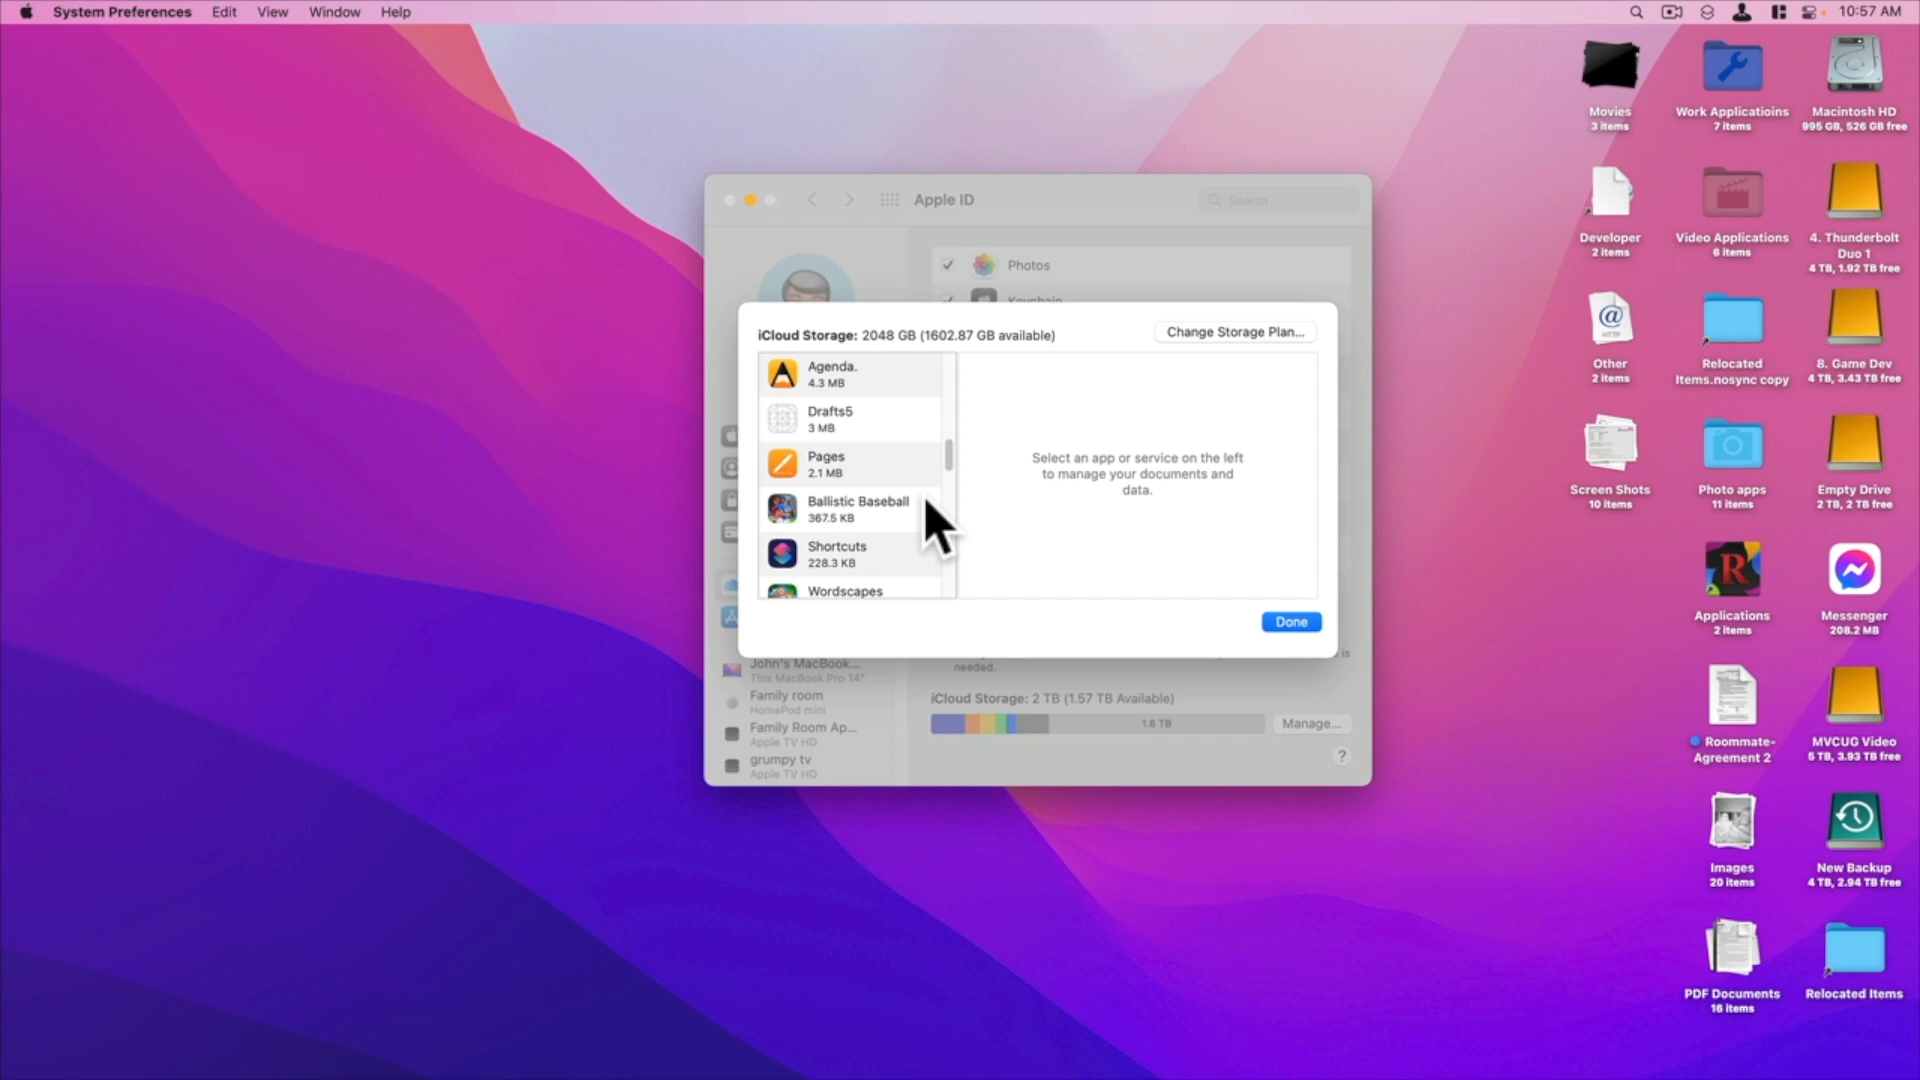 System Preferences Edit View Window Help
10:57 AM
Movies
3 items
Work Applicatioins
7 items
Macintosh HD
995 GB, 526 GB free
Developer
2 items
Video Applications
6 items
4. Thunderbolt
Duo 1
4 TB, 1.92 TB free
HTTP
Other
2 items
Relocated
Items.nosync copy
8. Game Dev
4 TB, 3.43 TB free
Screen Shots
10 items
Photo apps
11 items
Empty Drive
2 TB, 2 TB free
R
Applications
2 items
Messenger
208.2 MB
Roommate-
Agreement 2
MVCUG Video
5 TB, 3.93 TB free
Images
20 items
New Backup
4 TB, 2.94 TB free
PDF Documents
16 items
Relocated Items
Apple ID
Search
Photos
Keychain
iCloud Storage: 2048 GB (1602.87 GB available)
Change Storage Plan...
Agenda.
4.3 MB
Drafts5
3 MB
Pages
2.1 MB
Ballistic Baseball
367.5 KB
Shortcuts
228.3 KB
Wordscapes
Select an app or service on the left
to manage your documents and
data.
Done
is
needed.
John's MacBook...
This MacBook Pro 14"
Family room
HomePod mini
Family Room Ap...
Apple TV HD
grumpy tv
Apple TV HD
iCloud Storage: 2 TB (1.57 TB Available)
1.6 TB
Manage...
?